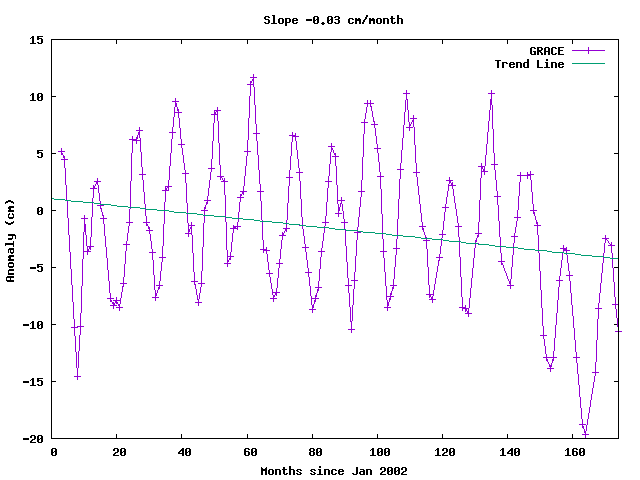 Slope -0.03 cm/month
15
10
5
0
-5
-10
-15
-20
Anomaly (cm)
GRACE
Trend Line
0 20 40 60 80 100 120 140 160
Months since Jan 2002